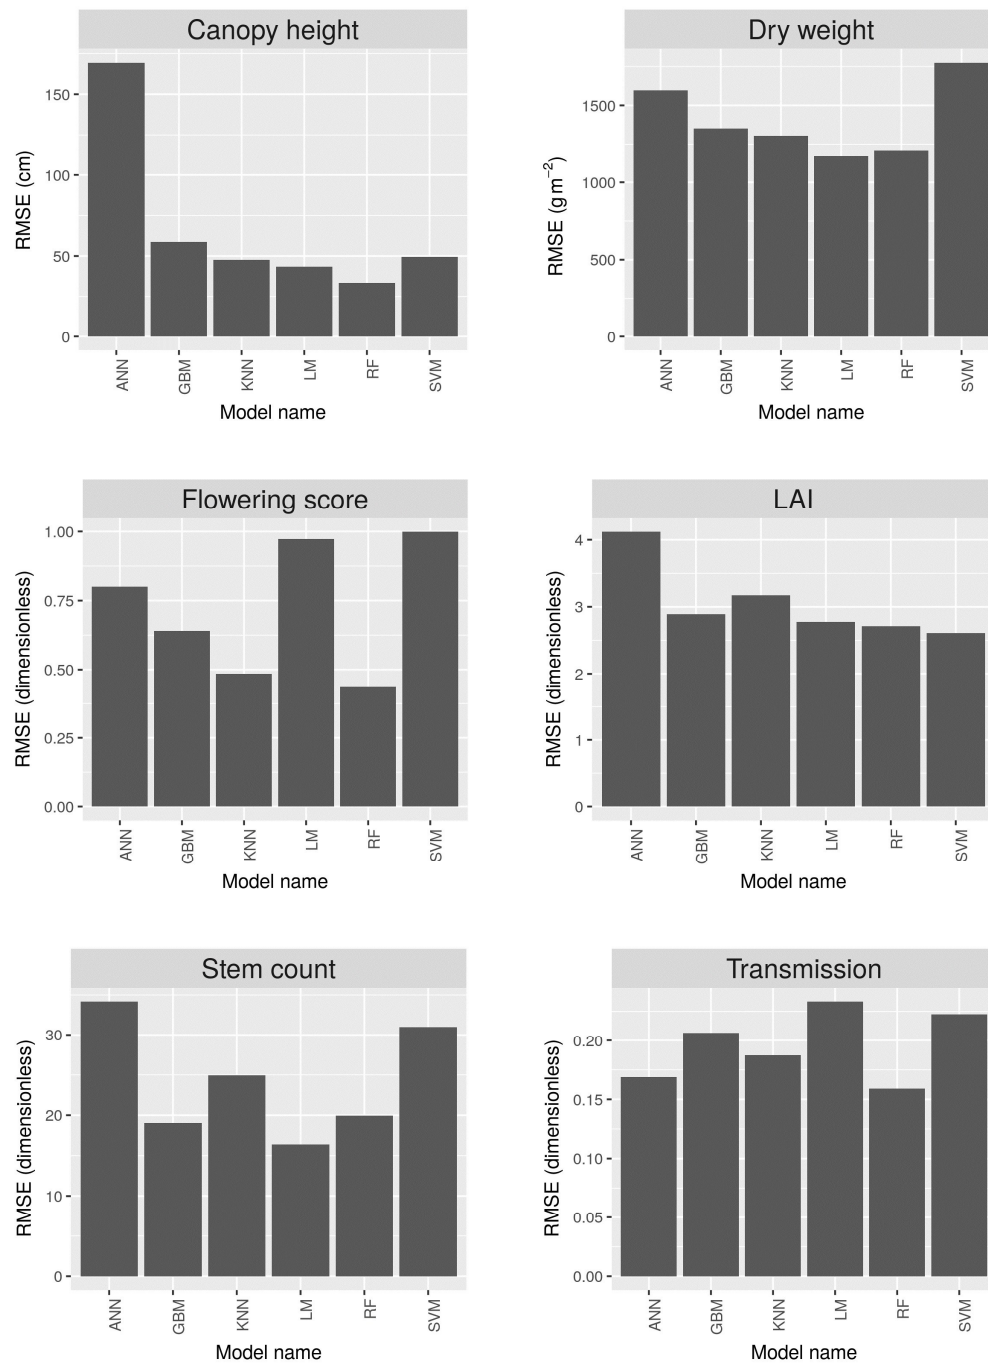 Canopy height
RMSE (cm)
150
100
50
0
ANN
GBM
KNN
LM
RF
SVM
Model name
Dry weight
RMSE (g m⁻²)
1500
1000
500
0
ANN
GBM
KNN
LM
RF
SVM
Model name
Flowering score
RMSE (dimensionless)
1.00
0.75
0.50
0.25
0.00
ANN
GBM
KNN
LM
RF
SVM
Model name
LAI
RMSE (dimensionless)
4
3
2
1
0
ANN
GBM
KNN
LM
RF
SVM
Model name
Stem count
RMSE (dimensionless)
30
20
10
0
ANN
GBM
KNN
LM
RF
SVM
Model name
Transmission
RMSE (dimensionless)
0.20
0.15
0.10
0.05
0.00
ANN
GBM
KNN
LM
RF
SVM
Model name